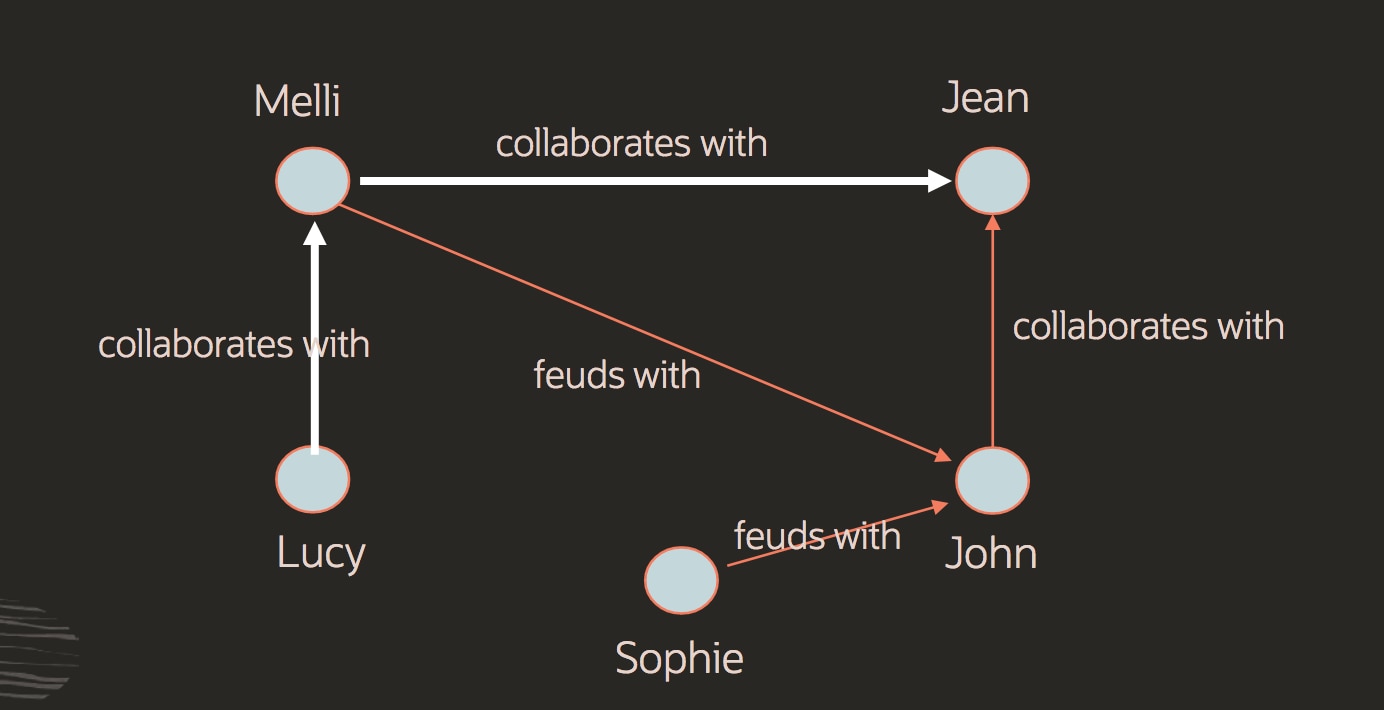 Melli
Jean
collaborates with
collaborates with
collaborates with
feuds with
feuds with
Lucy
John
Sophie